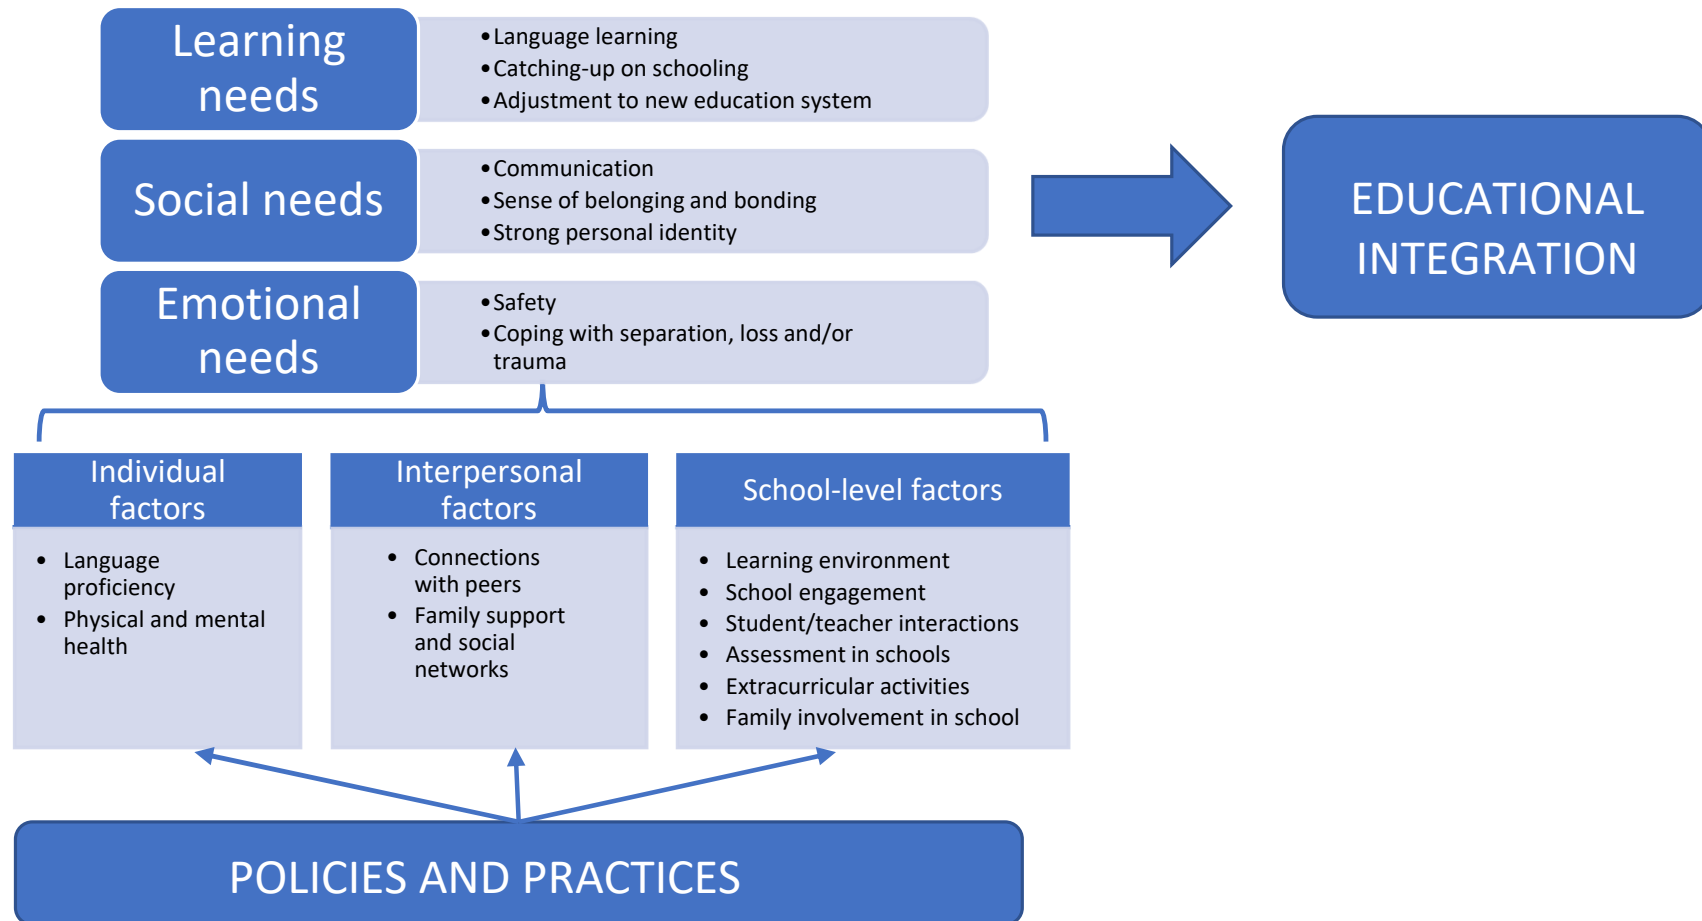 Learning
needs
•Language learning
•Catching-up on schooling
•Adjustment to new education system
Social needs
•Communication
•Sense of belonging and bonding
•Strong personal identity
Emotional
needs
•Safety
•Coping with separation, loss and/or
trauma
EDUCATIONAL
INTEGRATION
Individual
factors
• Language
proficiency
• Physical and mental
health
Interpersonal
factors
• Connections
with peers
• Family support
and social
networks
School-level factors
• Learning environment
• School engagement
• Student/teacher interactions
• Assessment in schools
• Extracurricular activities
• Family involvement in school
POLICIES AND PRACTICES